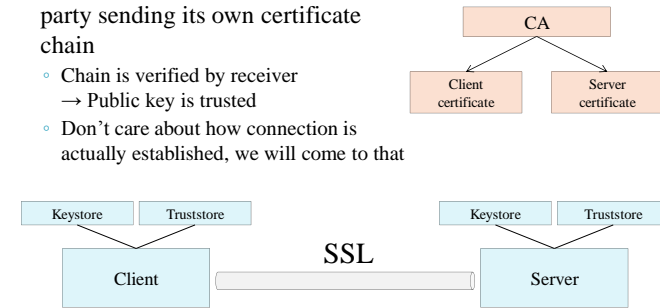 party sending its own certificate
chain
Chain is verified by receiver
→ Public key is trusted
Don’t care about how connection is
actually established, we will come to that
CA
Client
certificate
Server
certificate
Keystore
Truststore
Client
SSL
Keystore
Truststore
Server